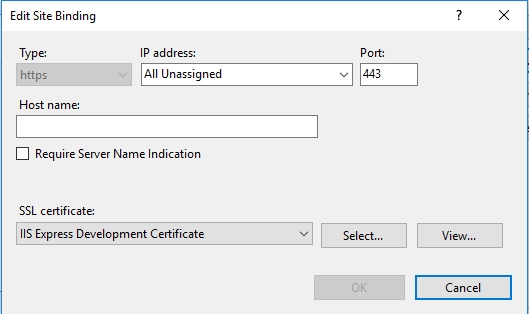 Edit Site Binding
?
Type: IP address: Port:
https All Unassigned 443
Host name:
Require Server Name Indication
SSL certificate:
IIS Express Development Certificate Select... View...
OK Cancel